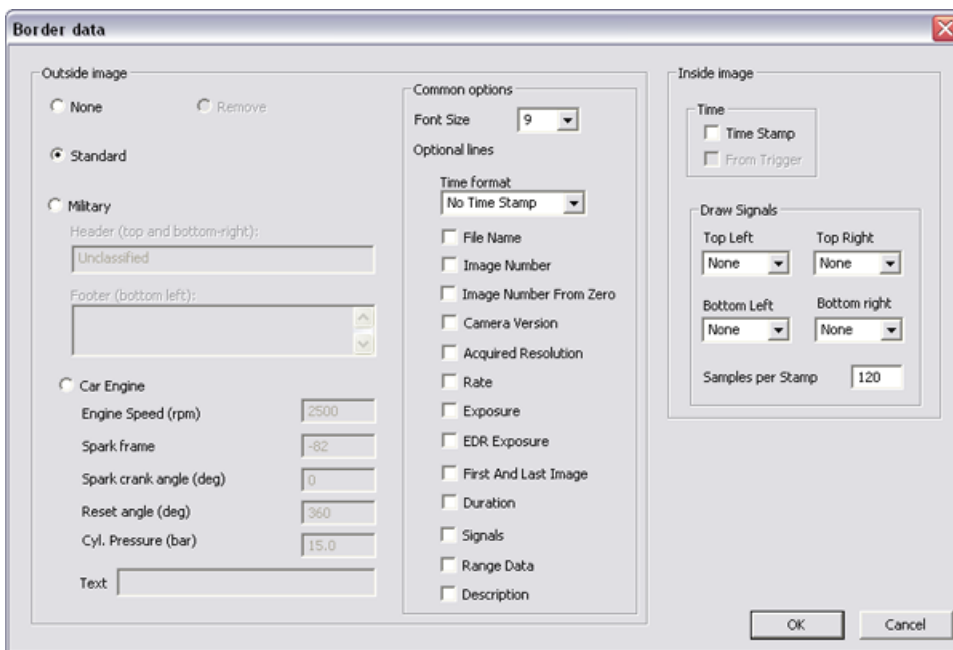 Border data
Outside image
None
Remove
Standard
Military
Header (top and bottom-right):
Unclassified
Footer (bottom left):
Car Engine
Engine Speed (rpm)
2500
Spark frame
-82
Spark crank angle (deg)
0
Reset angle (deg)
360
Cyl. Pressure (bar)
15.0
Text
Common options
Font Size
9
Optional lines
Time format
No Time Stamp
File Name
Image Number
Image Number From Zero
Camera Version
Acquired Resolution
Rate
Exposure
EDR Exposure
First And Last Image
Duration
Signals
Range Data
Description
Inside image
Time
Time Stamp
From Trigger
Draw Signals
Top Left
Top Right
None
None
Bottom Left
Bottom right
None
None
Samples per Stamp
120
OK
Cancel